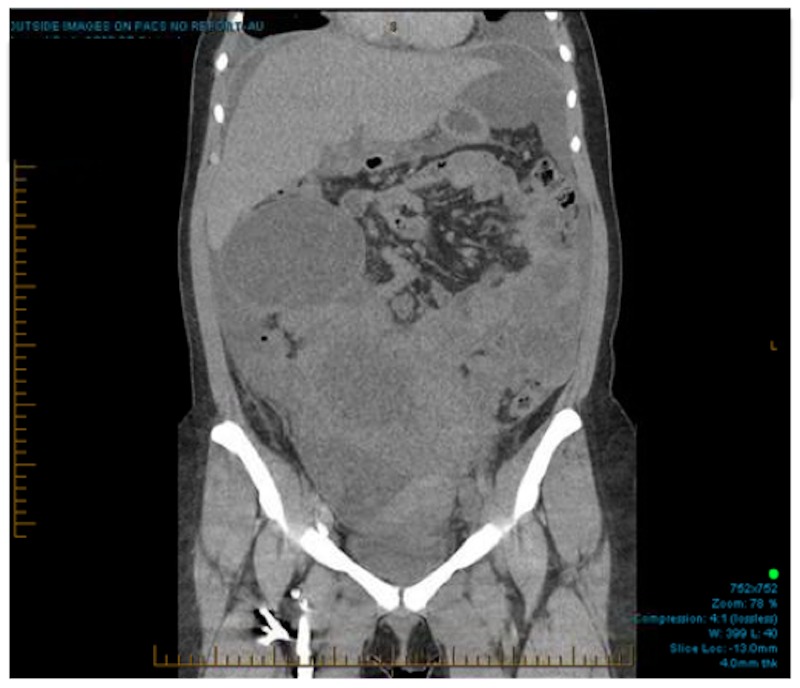 OUTSIDE IMAGES ON PACS NO REPORT-AU
S
L
752x752
Zoom: 78 %
Compression: 4:1 (lossless)
W: 399 L: 40
Slice Loc: -13.0mm
4.0mm thk